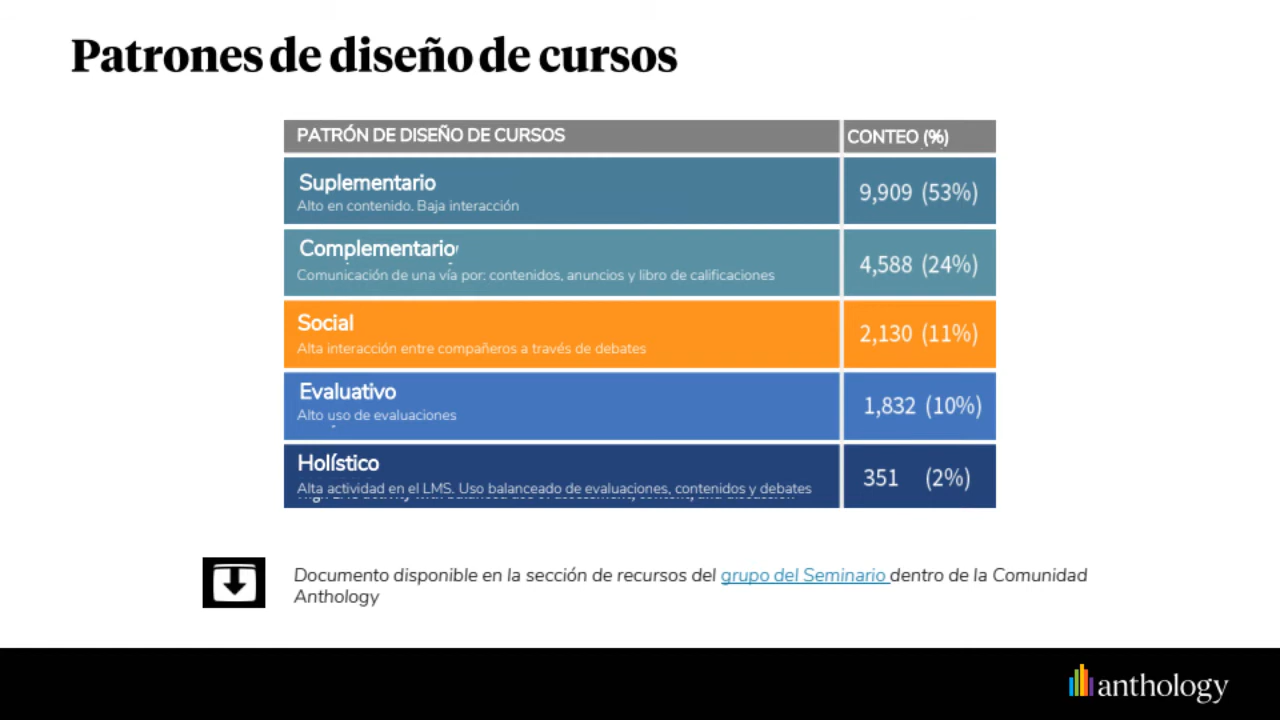 Patrones de diseño de cursos
PATRÓN DE DISEÑO DE CURSOS CONTEO (%)
Suplementario
Alto en contenido. Baja interacción
9,909 (53%)
Complementario
Comunicación de una vía por: contenidos, anuncios y libro de calificaciones
4,588 (24%)
Social
Alta interacción entre compañeros a través de debates
2,130 (11%)
Evaluativo
Alto uso de evaluaciones
1,832 (10%)
Holístico
Alta actividad en el LMS. Uso balanceado de evaluaciones, contenidos y debates
351 (2%)
Documento disponible en la sección de recursos del grupo del Seminario dentro de la Comunidad
Anthology
anthology